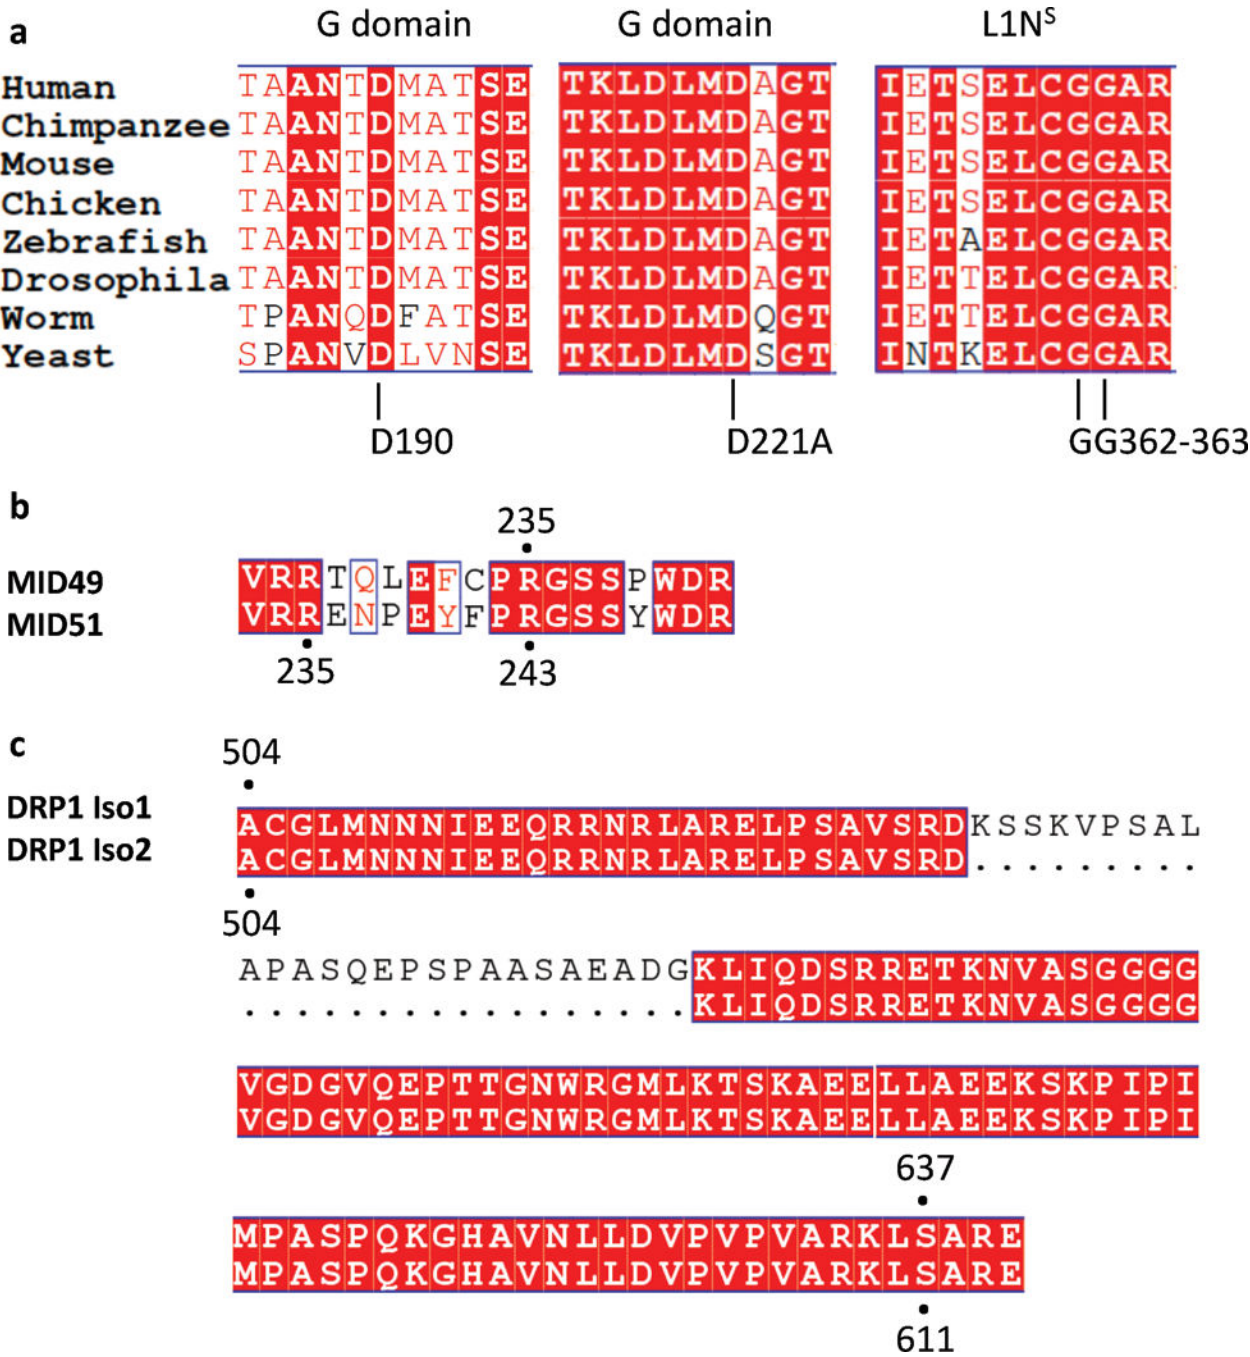 a
G domain G domain L1N^S
Human TAANTDMATSE TKLDLMDAGT IETSELCGGAR
Chimpanzee TAANTDMATSE TKLDLMDAGT IETSELCGGAR
Mouse TAANTDMATSE TKLDLMDAGT IETSELCGGAR
Chicken TAANTDMATSE TKLDLMDAGT IETSELCGGAR
Zebrafish TAANTDMATSE TKLDLMDAGT IETAELCGGAR
Drosophila TAANTDMATSE TKLDLMDAGT IETTELCGGAR
Worm TPANQDFATSE TKLDLMDQGT IETTELCGGAR
Yeast SPANVDLVNSE TKLDLMDSGT INTKELCGGAR
D190 D221A GG362-363
b
235
MID49 VRRTQLEFCPRGSSPWDR
MID51 VRRENPEYFPRGSSYWDR
235 243
c
504
DRP1 Iso1 ACGLMNNNIEEQRRNRLARELPSAVSRDKSSKVPSAL
DRP1 Iso2 ACGLMNNNIEEQRRNRLARELPSAVSRD.........
504
APASQEPSPAASAEADGKLIQDSRRETKNVASGGGG
.................KLIQDSRRETKNVASGGGG
VGDGVQEPTTGNWRGMLKTSKAEELLAEEKSKPIPI
VGDGVQEPTTGNWRGMLKTSKAEELLAEEKSKPIPI
637
MPASPQKGHAVNLLDVPVPVARKLSARE
MPASPQKGHAVNLLDVPVPVARKLSARE
611